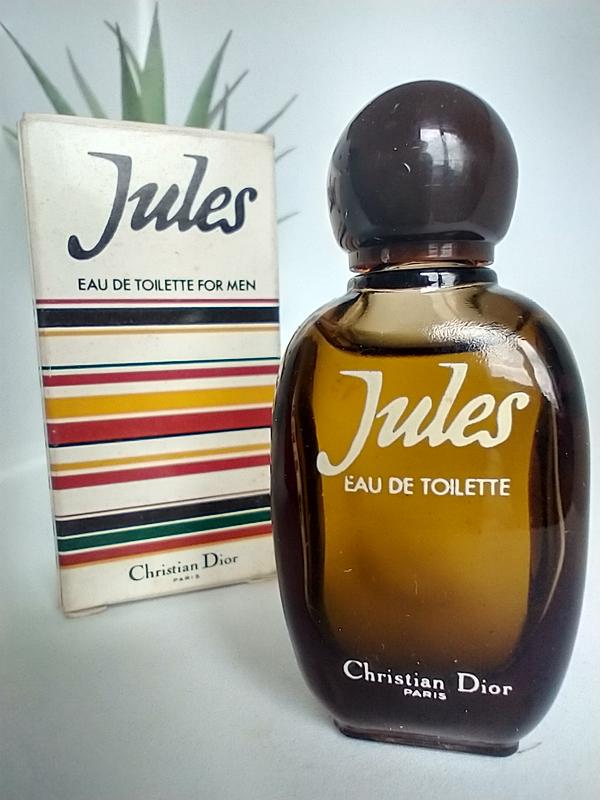 Jules
EAU DE TOILETTE FOR MEN
Christian Dior
PARIS
Jules
EAU DE TOILETTE
Christian Dior
PARIS